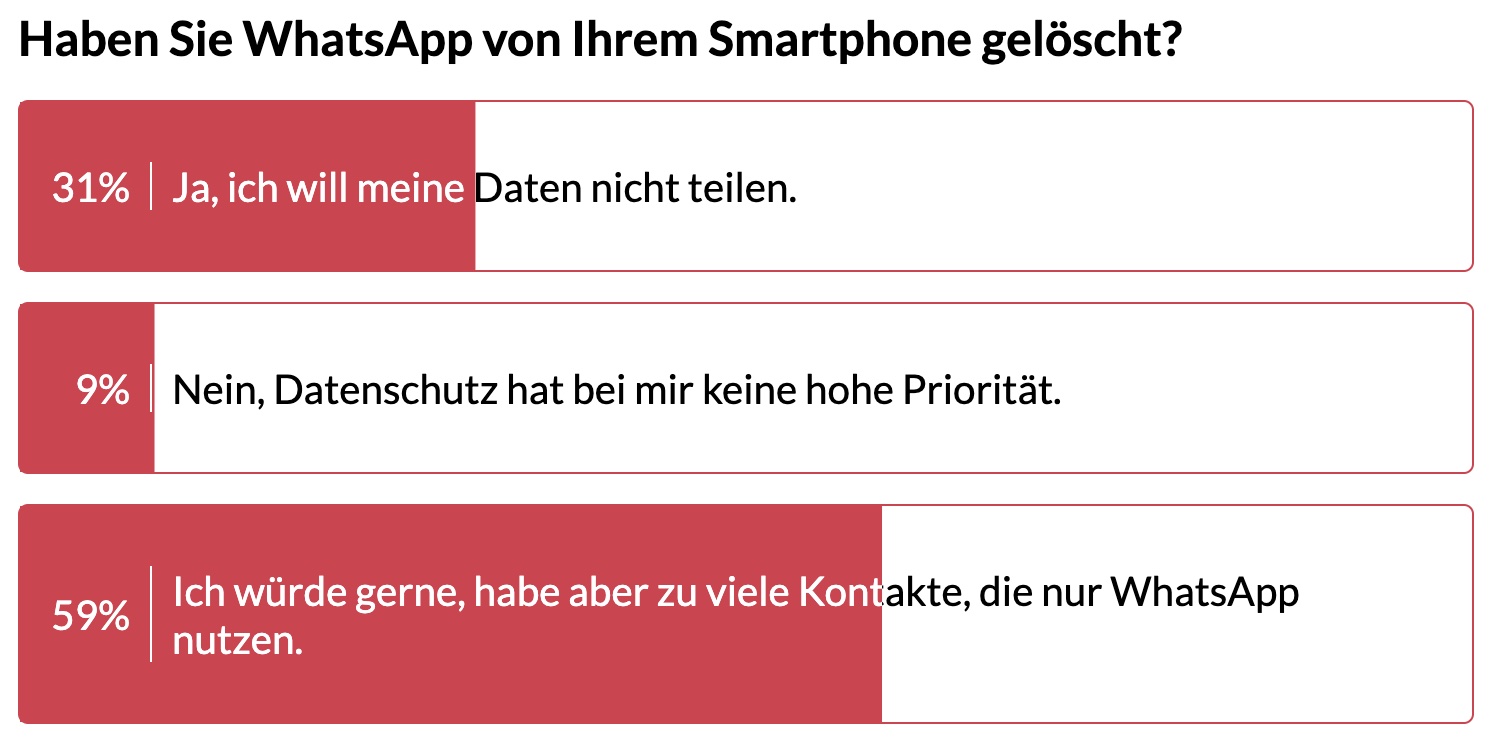 Haben Sie WhatsApp von Ihrem Smartphone gelöscht?
31% Ja, ich will meine Daten nicht teilen.
9% Nein, Datenschutz hat bei mir keine hohe Priorität.
59% Ich würde gerne, habe aber zu viele Kontakte, die nur WhatsApp
nutzen.